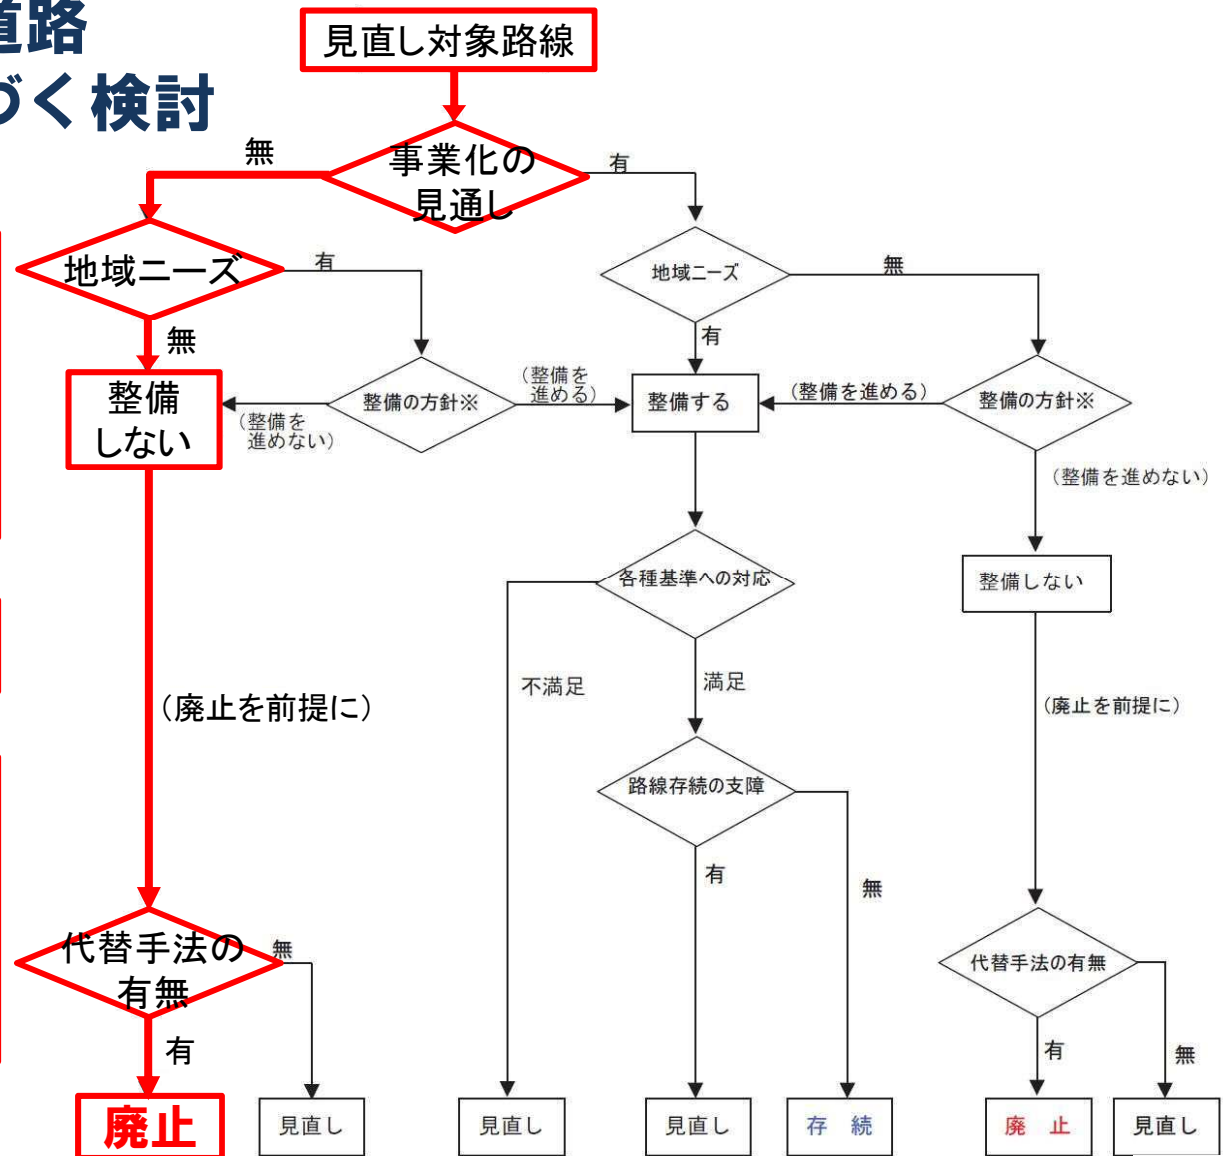 道路
づく検討
見直し対象路線
事業化の
見通し
無
有
地域ニーズ
有
無
地域ニーズ
無
有
整備
しない
整備の方針※
(整備を
進めない)
(整備を
進める)
整備する
(整備を進める)
整備の方針※
(整備を進めない)
各種基準への対応
整備しない
不満足
満足
(廃止を前提に)
(廃止を前提に)
路線存続の支障
有
無
代替手法の
有無
無
有
代替手法の有無
有
無
廃止
見直し
見直し
見直し
存　続
廃　止
見直し